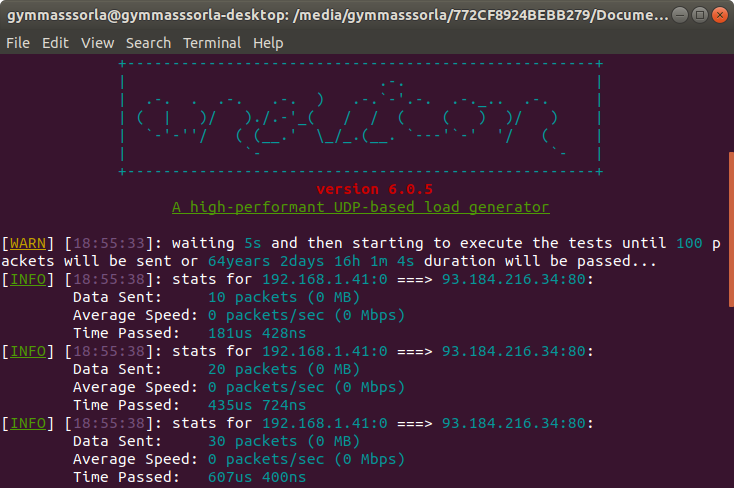 gymmasssorla@gymmasssorla-desktop: /media/gymmasssorla/772CF8924BEBB279/Docume...
File Edit View Search Terminal Help
version 6.0.5
A high-performant UDP-based load generator
[WARN] [18:55:33]: waiting 5s and then starting to execute the tests until 100 p
ackets will be sent or 64years 2days 16h 1m 4s duration will be passed...
[INFO] [18:55:38]: stats for 192.168.1.41:0 ===> 93.184.216.34:80:
Data Sent: 10 packets (0 MB)
Average Speed: 0 packets/sec (0 Mbps)
Time Passed: 181us 428ns
[INFO] [18:55:38]: stats for 192.168.1.41:0 ===> 93.184.216.34:80:
Data Sent: 20 packets (0 MB)
Average Speed: 0 packets/sec (0 Mbps)
Time Passed: 435us 724ns
[INFO] [18:55:38]: stats for 192.168.1.41:0 ===> 93.184.216.34:80:
Data Sent: 30 packets (0 MB)
Average Speed: 0 packets/sec (0 Mbps)
Time Passed: 607us 400ns